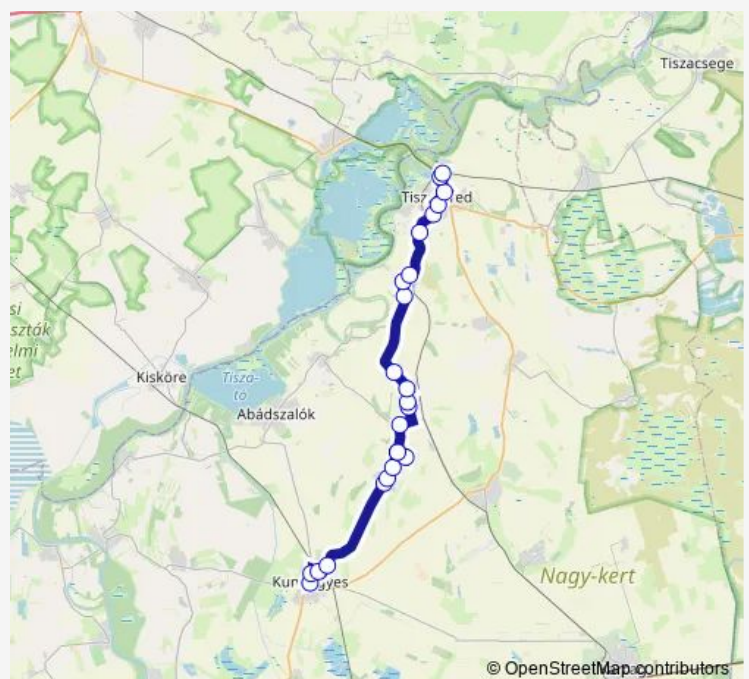 Tiszacsege
Kisköre
Tisza-
tó
Abádszalók
Nagy-kert
© OpenStreetMap contributors